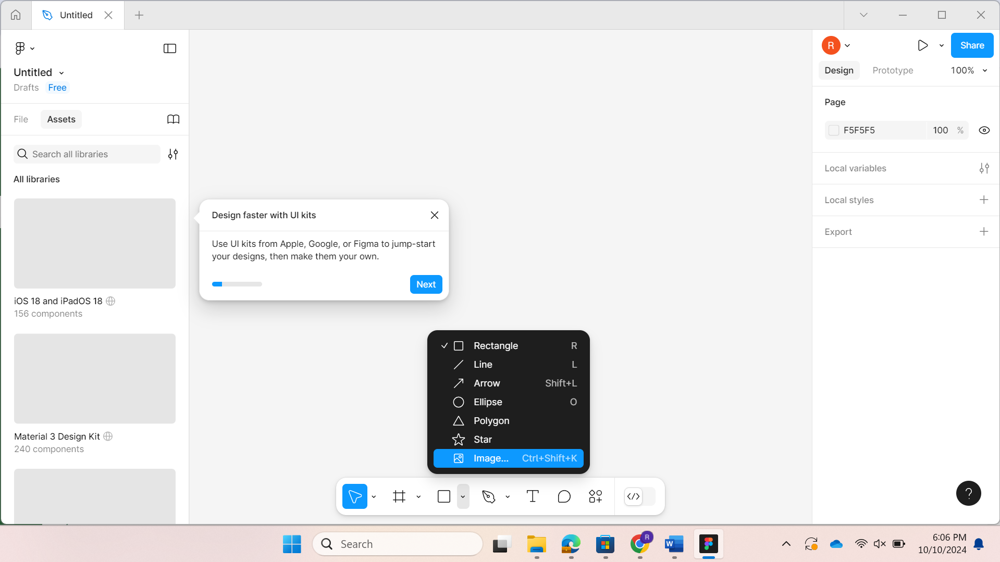 Untitled
Untitled
Drafts Free
File Assets
Search all libraries
All libraries
iOS 18 and iPadOS 18
156 components
Material 3 Design Kit
240 components
Design faster with UI kits
Use UI kits from Apple, Google, or Figma to jump-start
your designs, then make them your own.
Next
Rectangle R
Line L
Arrow Shift+L
Ellipse O
Polygon
Star
Image... Ctrl+Shift+K
R
Share
Design Prototype 100%
Page
F5F5F5 100 %
Local variables
Local styles
Export
?
Search
R
W
6:06 PM
10/10/2024